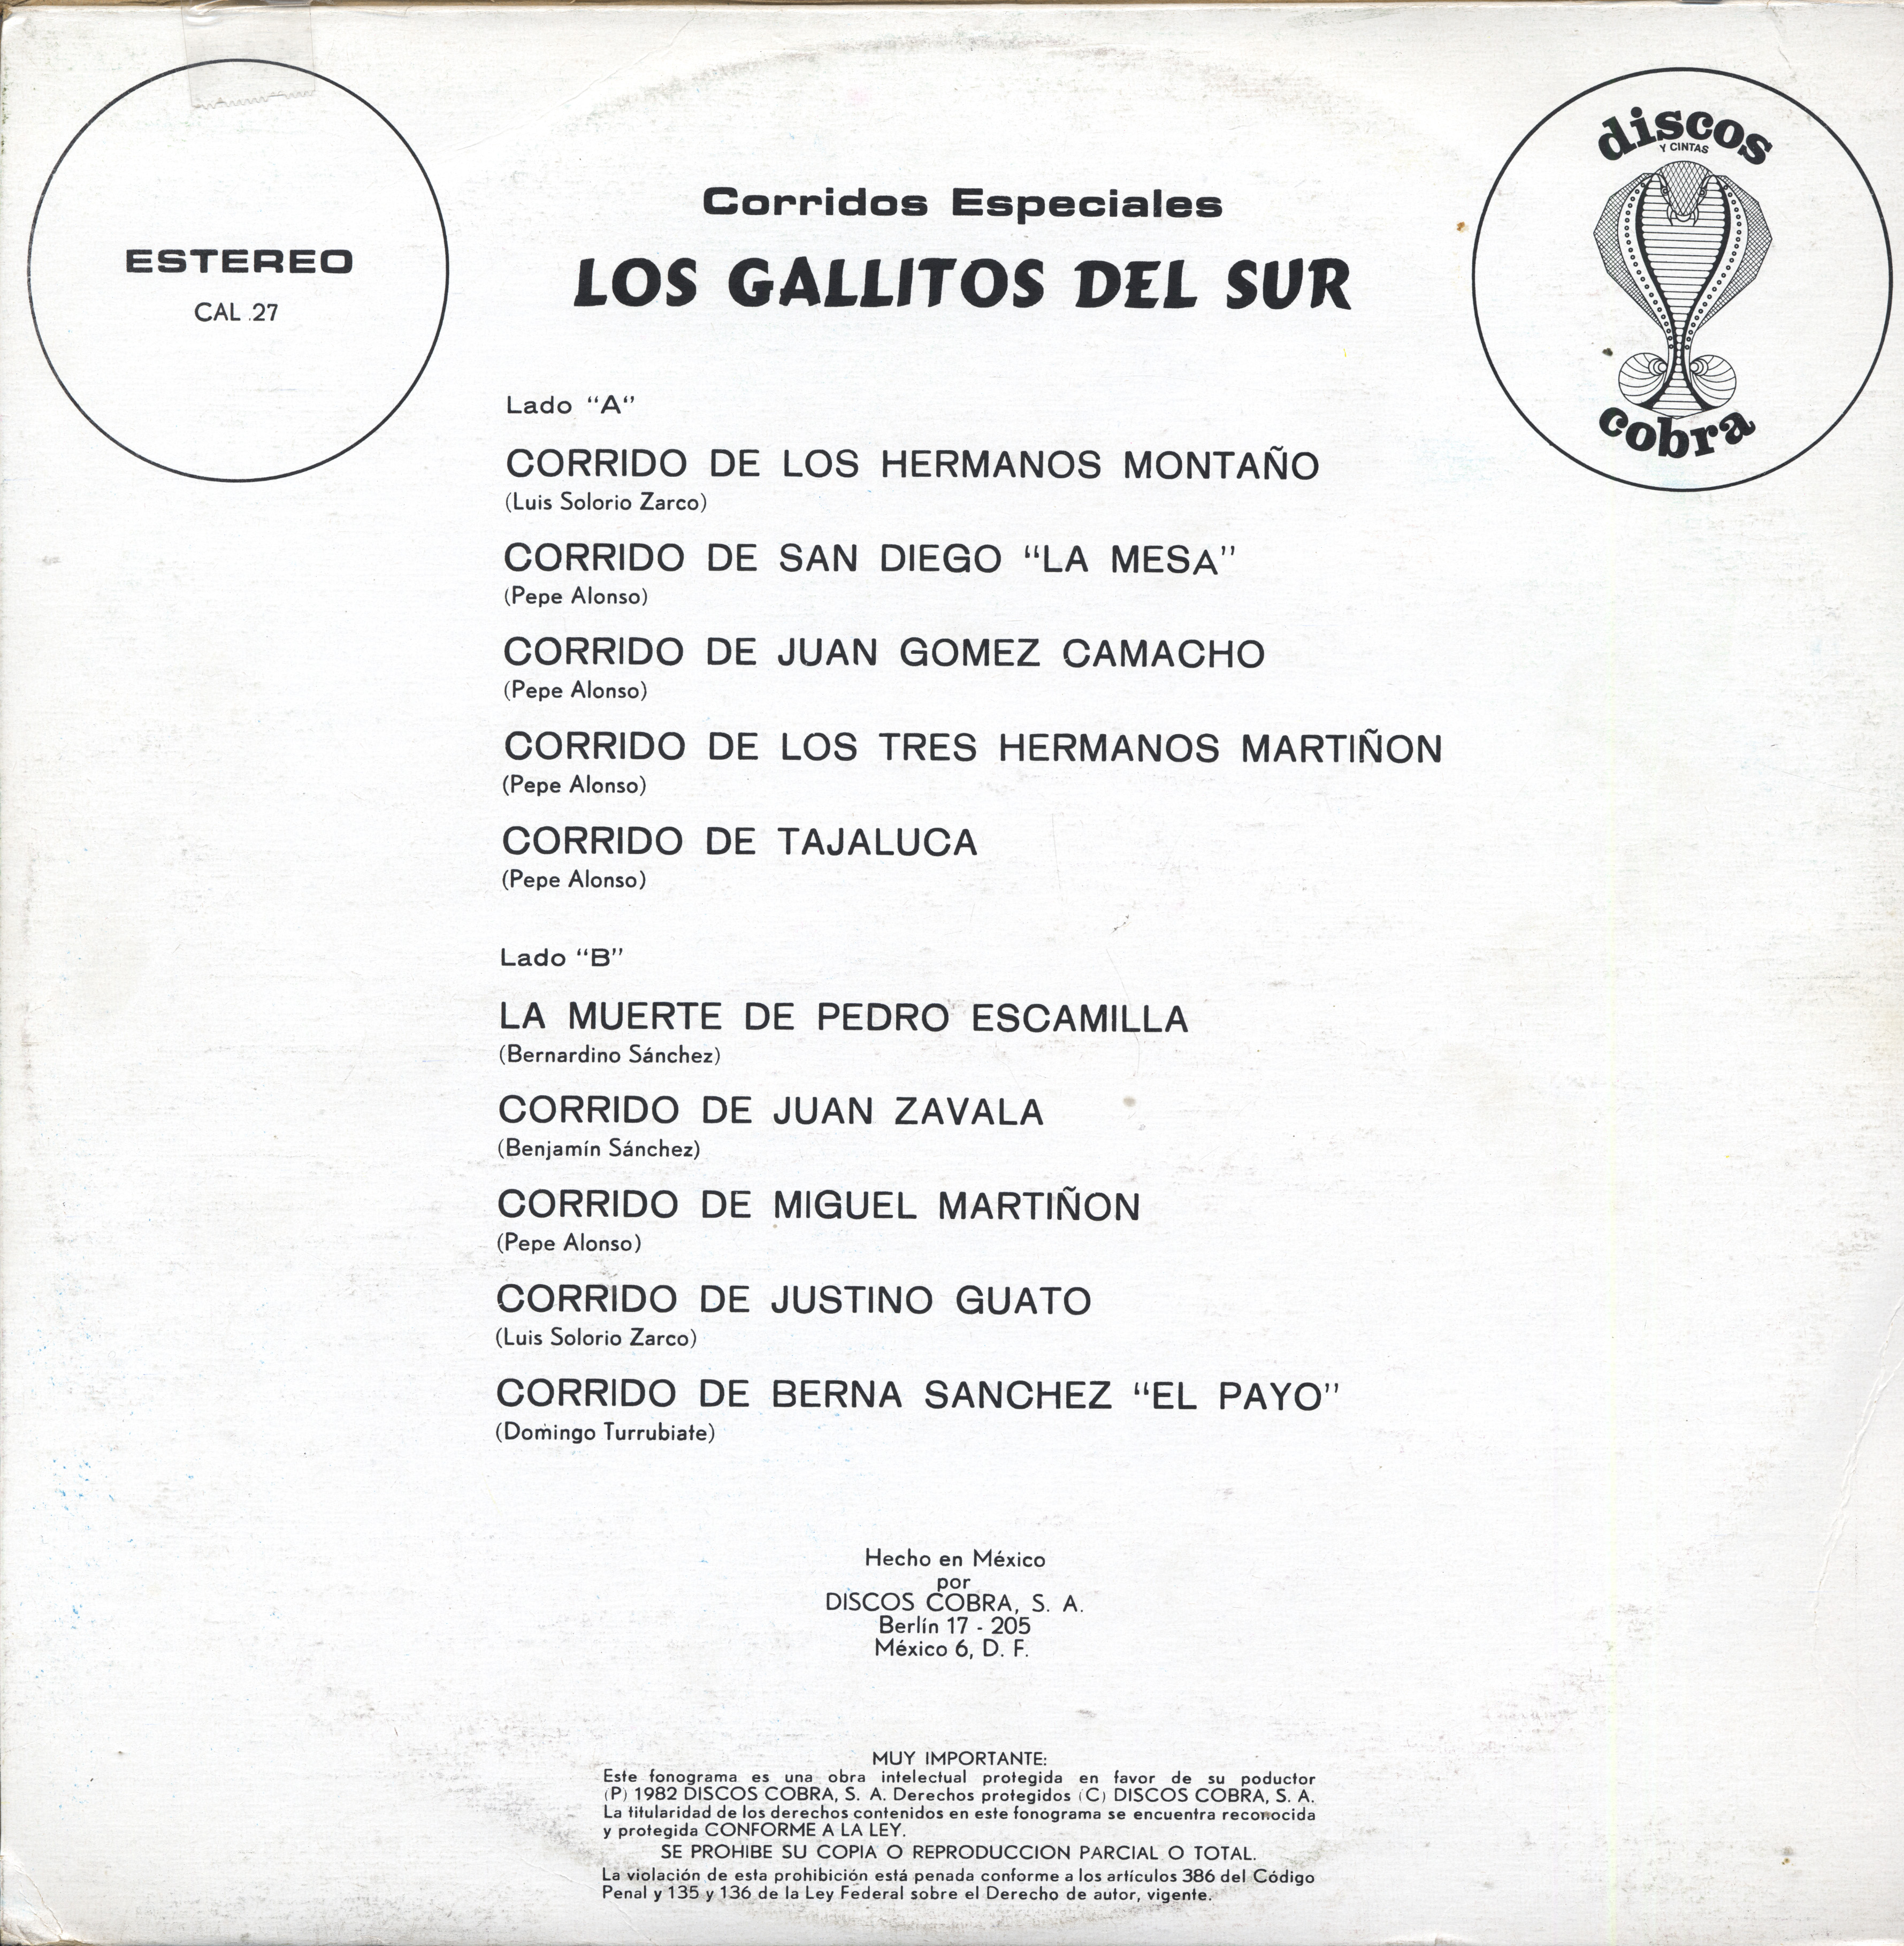 ESTEREO
CAL 27
discos
Y CINTAS
cobra
Corridos Especiales
LOS GALLITOS DEL SUR
Lado “A”
CORRIDO DE LOS HERMANOS MONTAÑO
(Luis Solorio Zarco)
CORRIDO DE SAN DIEGO “LA MESA”
(Pepe Alonso)
CORRIDO DE JUAN GOMEZ CAMACHO
(Pepe Alonso)
CORRIDO DE LOS TRES HERMANOS MARTIÑON
(Pepe Alonso)
CORRIDO DE TAJALUCA
(Pepe Alonso)
Lado “B”
LA MUERTE DE PEDRO ESCAMILLA
(Bernardino Sánchez)
CORRIDO DE JUAN ZAVALA
(Benjamín Sánchez)
CORRIDO DE MIGUEL MARTIÑON
(Pepe Alonso)
CORRIDO DE JUSTINO GUATO
(Luis Solorio Zarco)
CORRIDO DE BERNA SANCHEZ “EL PAYO”
(Domingo Turrubiate)
Hecho en México
por
DISCOS COBRA, S. A.
Berlín 17 - 205
México 6, D. F.
MUY IMPORTANTE:
Este fonograma es una obra intelectual protegida en favor de su poductor
(P) 1982 DISCOS COBRA, S. A. Derechos protegidos (C) DISCOS COBRA, S. A.
La titularidad de los derechos contenidos en este fonograma se encuentra reconocida
y protegida CONFORME A LA LEY.
SE PROHIBE SU COPIA O REPRODUCCION PARCIAL O TOTAL.
La violación de esta prohibición está penada conforme a los artículos 386 del Código
Penal y 135 y 136 de la Ley Federal sobre el Derecho de autor, vigente.